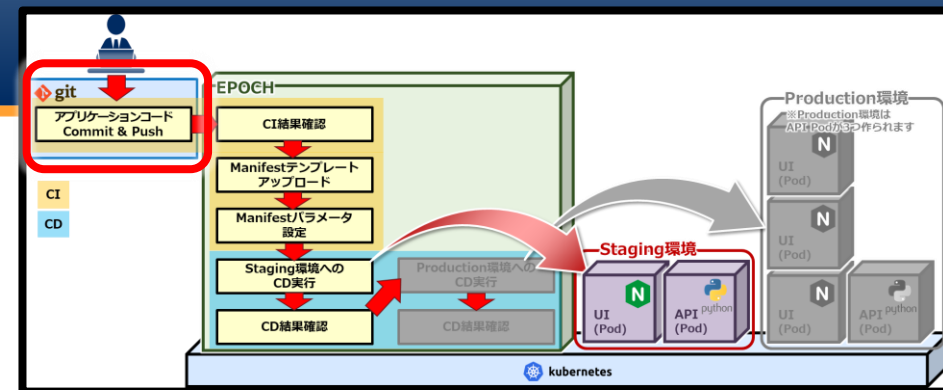 git
アプリケーションコード
Commit & Push
CI
CD
EPOCH
CI結果確認
Manifestテンプレート
アップロード
Manifestパラメータ
設定
Staging環境への
CD実行
CD結果確認
Production環境への
CD実行
CD結果確認
Staging環境
N
UI
(Pod)
python
API
(Pod)
Production環境
※Production環境は
API Podが3つ作られます
N
UI
(Pod)
N
UI
(Pod)
N
UI
(Pod)
python
API
(Pod)
kubernetes